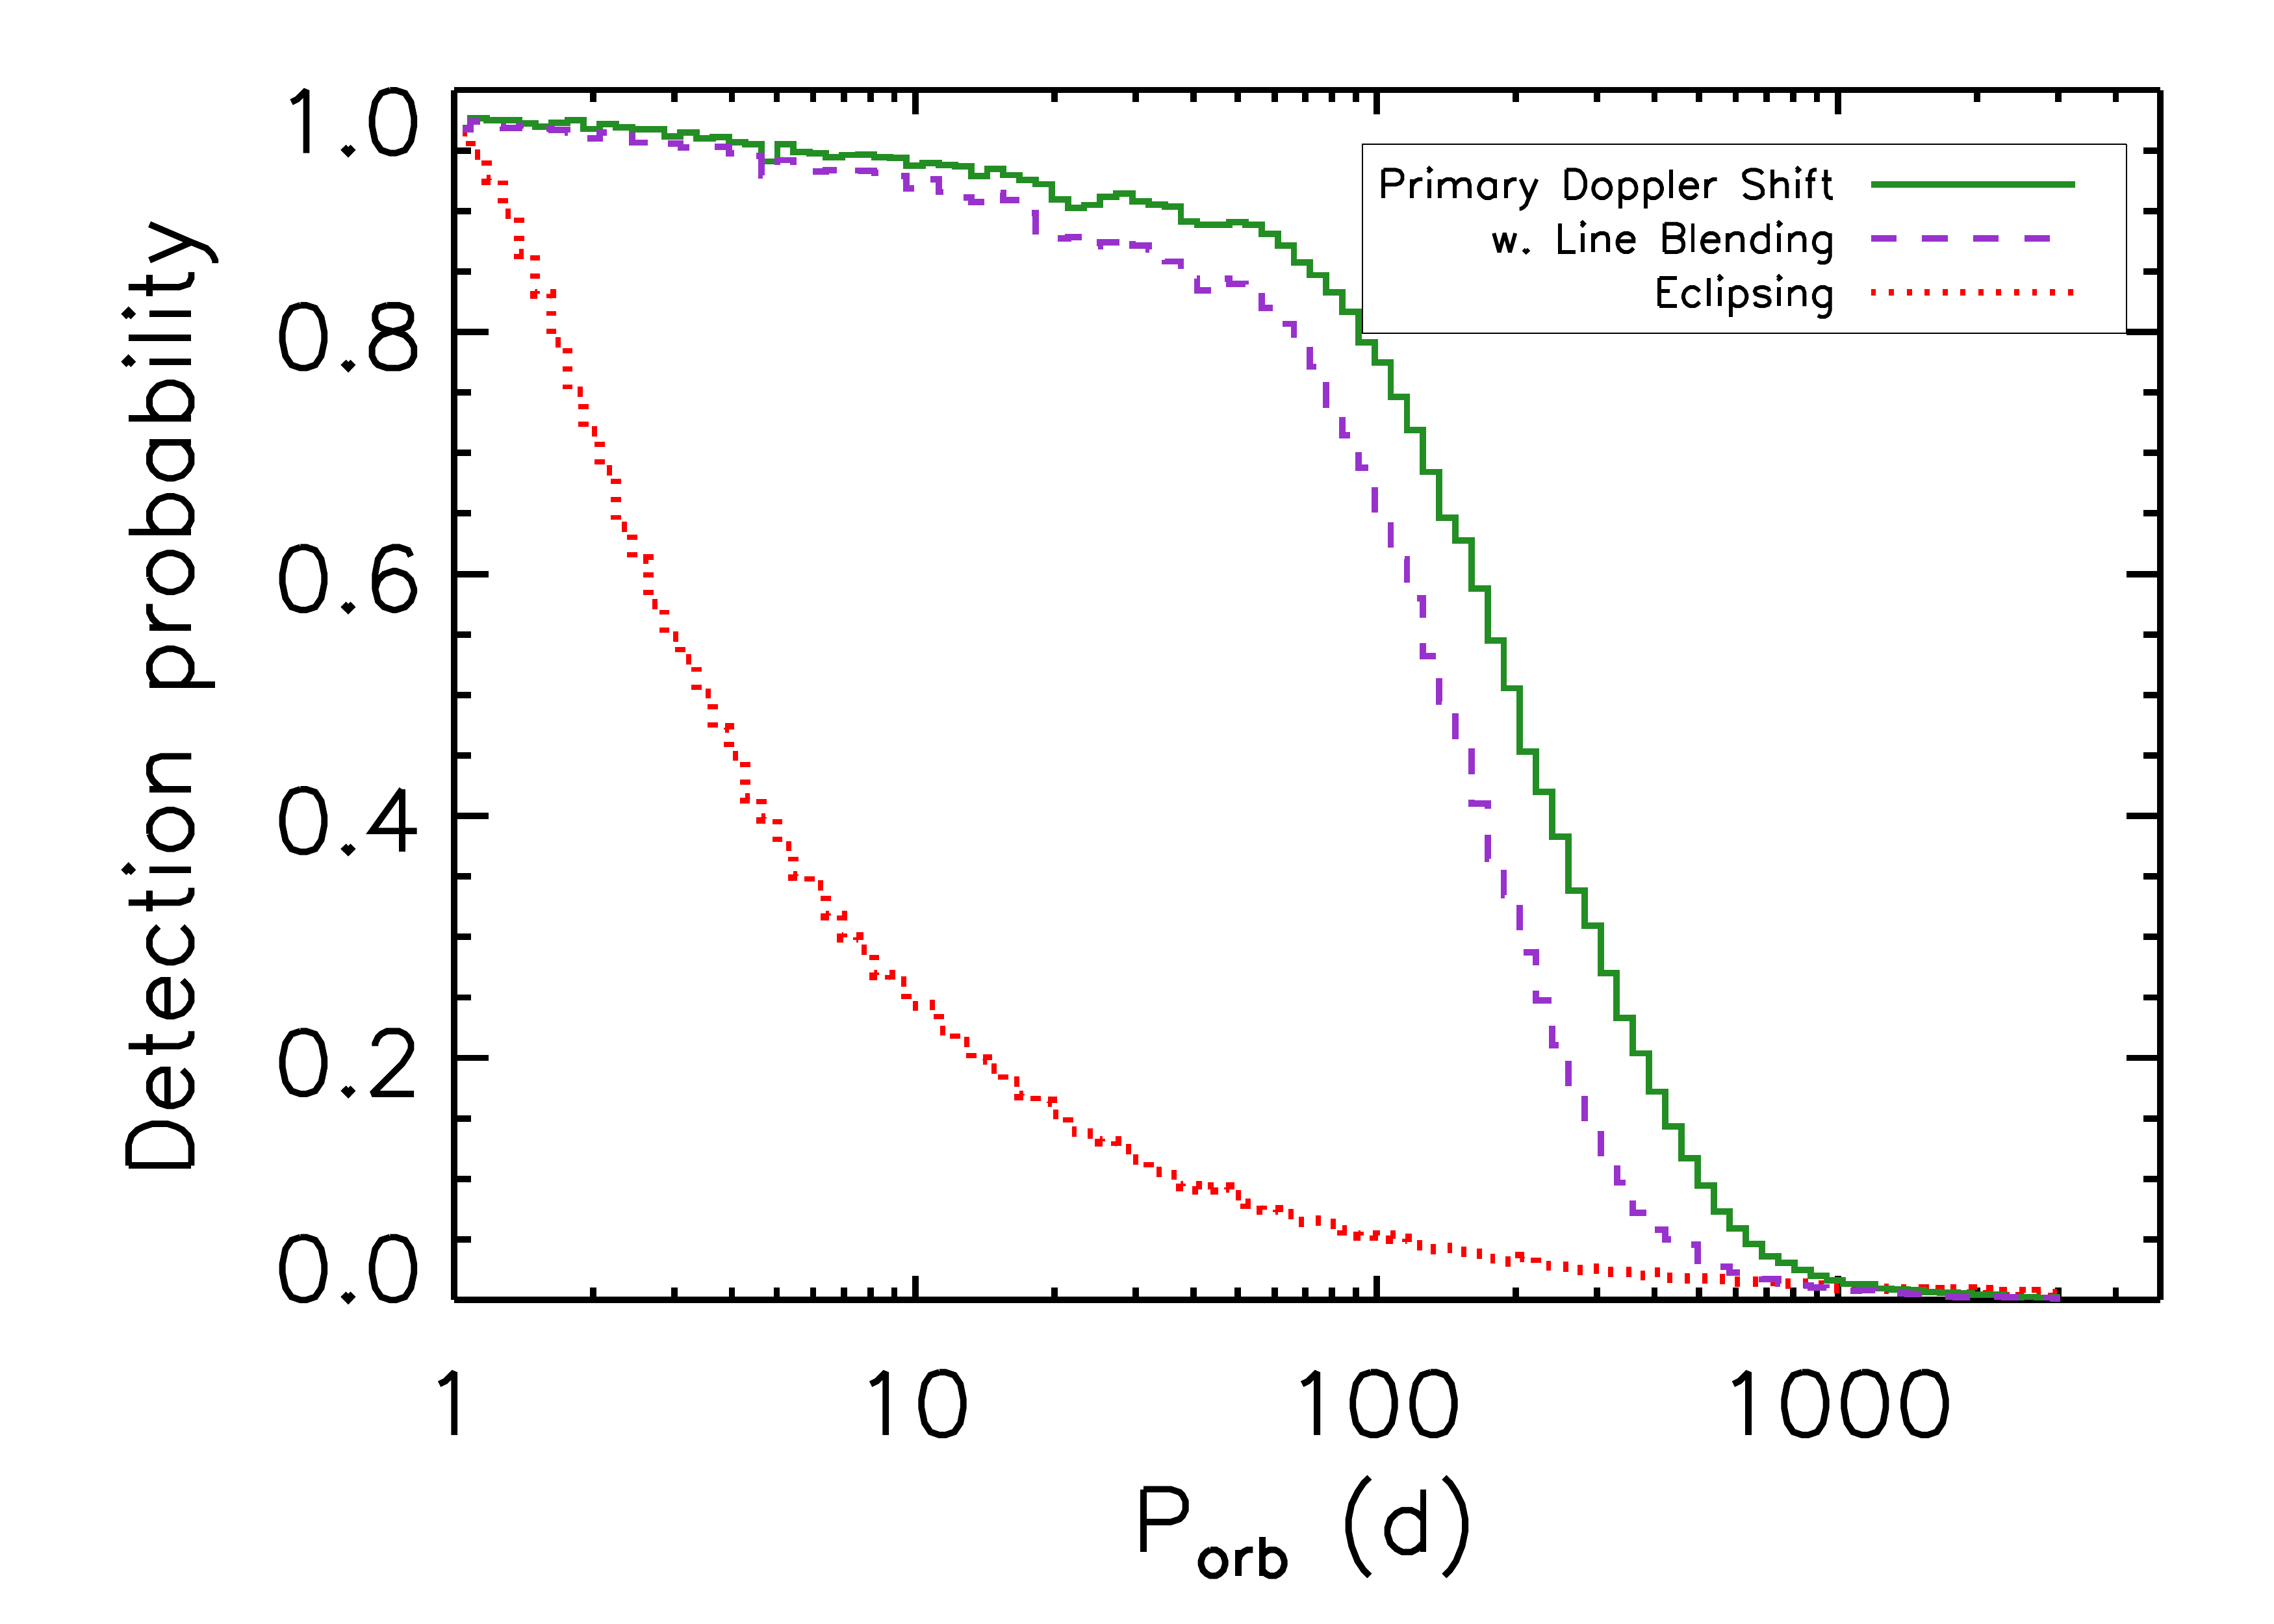 Detection probability
1.0
0.8
0.6
0.4
0.2
0.0
Primary Doppler Shift
w. Line Blending
Eclipsing
1 10 100 1000
P_orb (d)